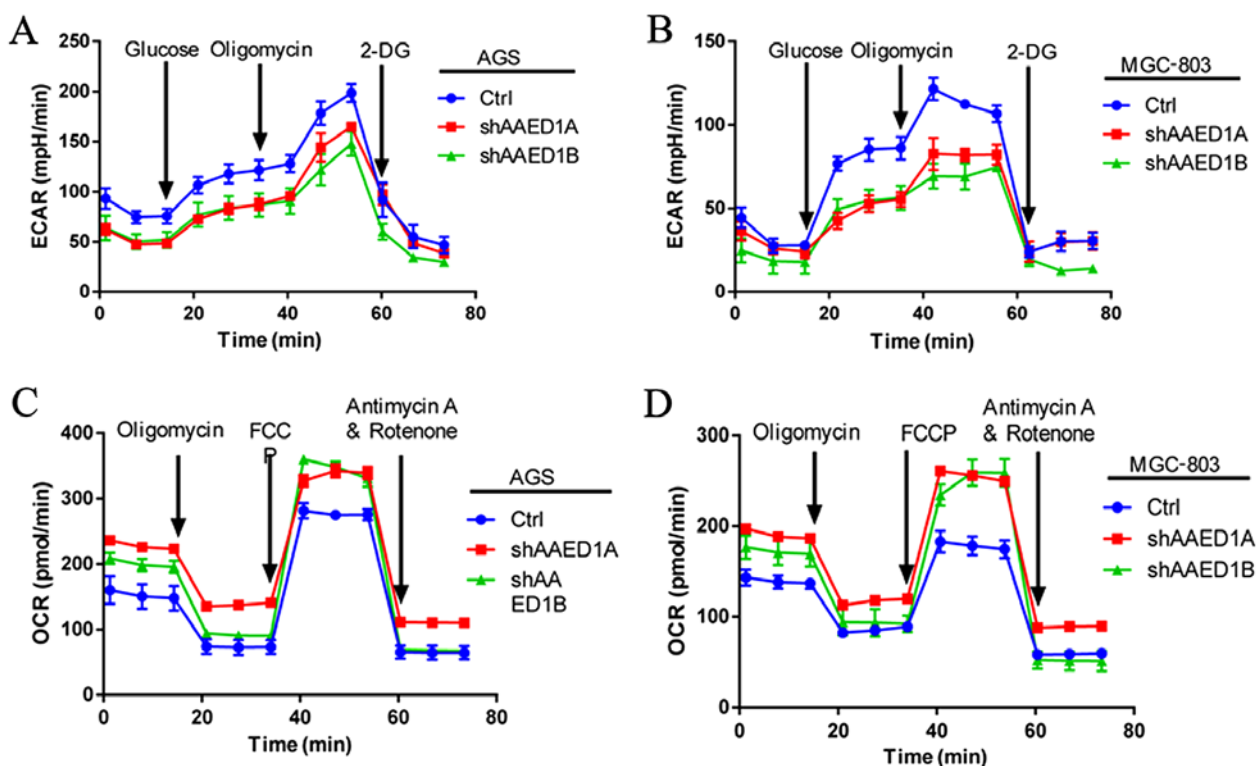 A
B
250
200
150
100
50
0
ECAR (mpH/min)
Glucose Oligomycin 2-DG
AGS
Ctrl
shAAED1A
shAAED1B
0 20 40 60 80
Time (min)
150
100
50
0
ECAR (mpH/min)
Glucose Oligomycin 2-DG
MGC-803
Ctrl
shAAED1A
shAAED1B
0 20 40 60 80
Time (min)
C
D
400
300
200
100
0
OCR (pmol/min)
Oligomycin
FCC
P
Antimycin A
& Rotenone
AGS
Ctrl
shAAED1A
shAA
ED1B
0 20 40 60 80
Time (min)
300
200
100
0
OCR (pmol/min)
Oligomycin
FCCP
Antimycin A
& Rotenone
MGC-803
Ctrl
shAAED1A
shAAED1B
0 20 40 60 80
Time (min)